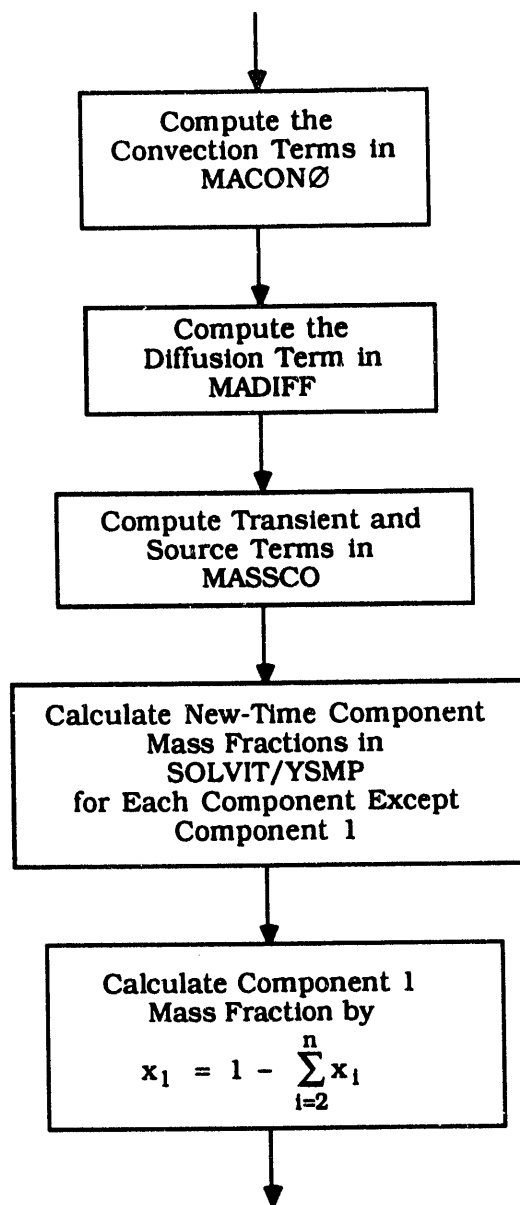 Compute the
Convection Terms in
MACONØ
Compute the
Diffusion Term in
MADIFF
Compute Transient and
Source Terms in
MASSCO
Calculate New-Time Component
Mass Fractions in
SOLVIT/YSMP
for Each Component Except
Component 1
Calculate Component 1
Mass Fraction by
n
x₁ = 1 - ∑ xᵢ
i=2